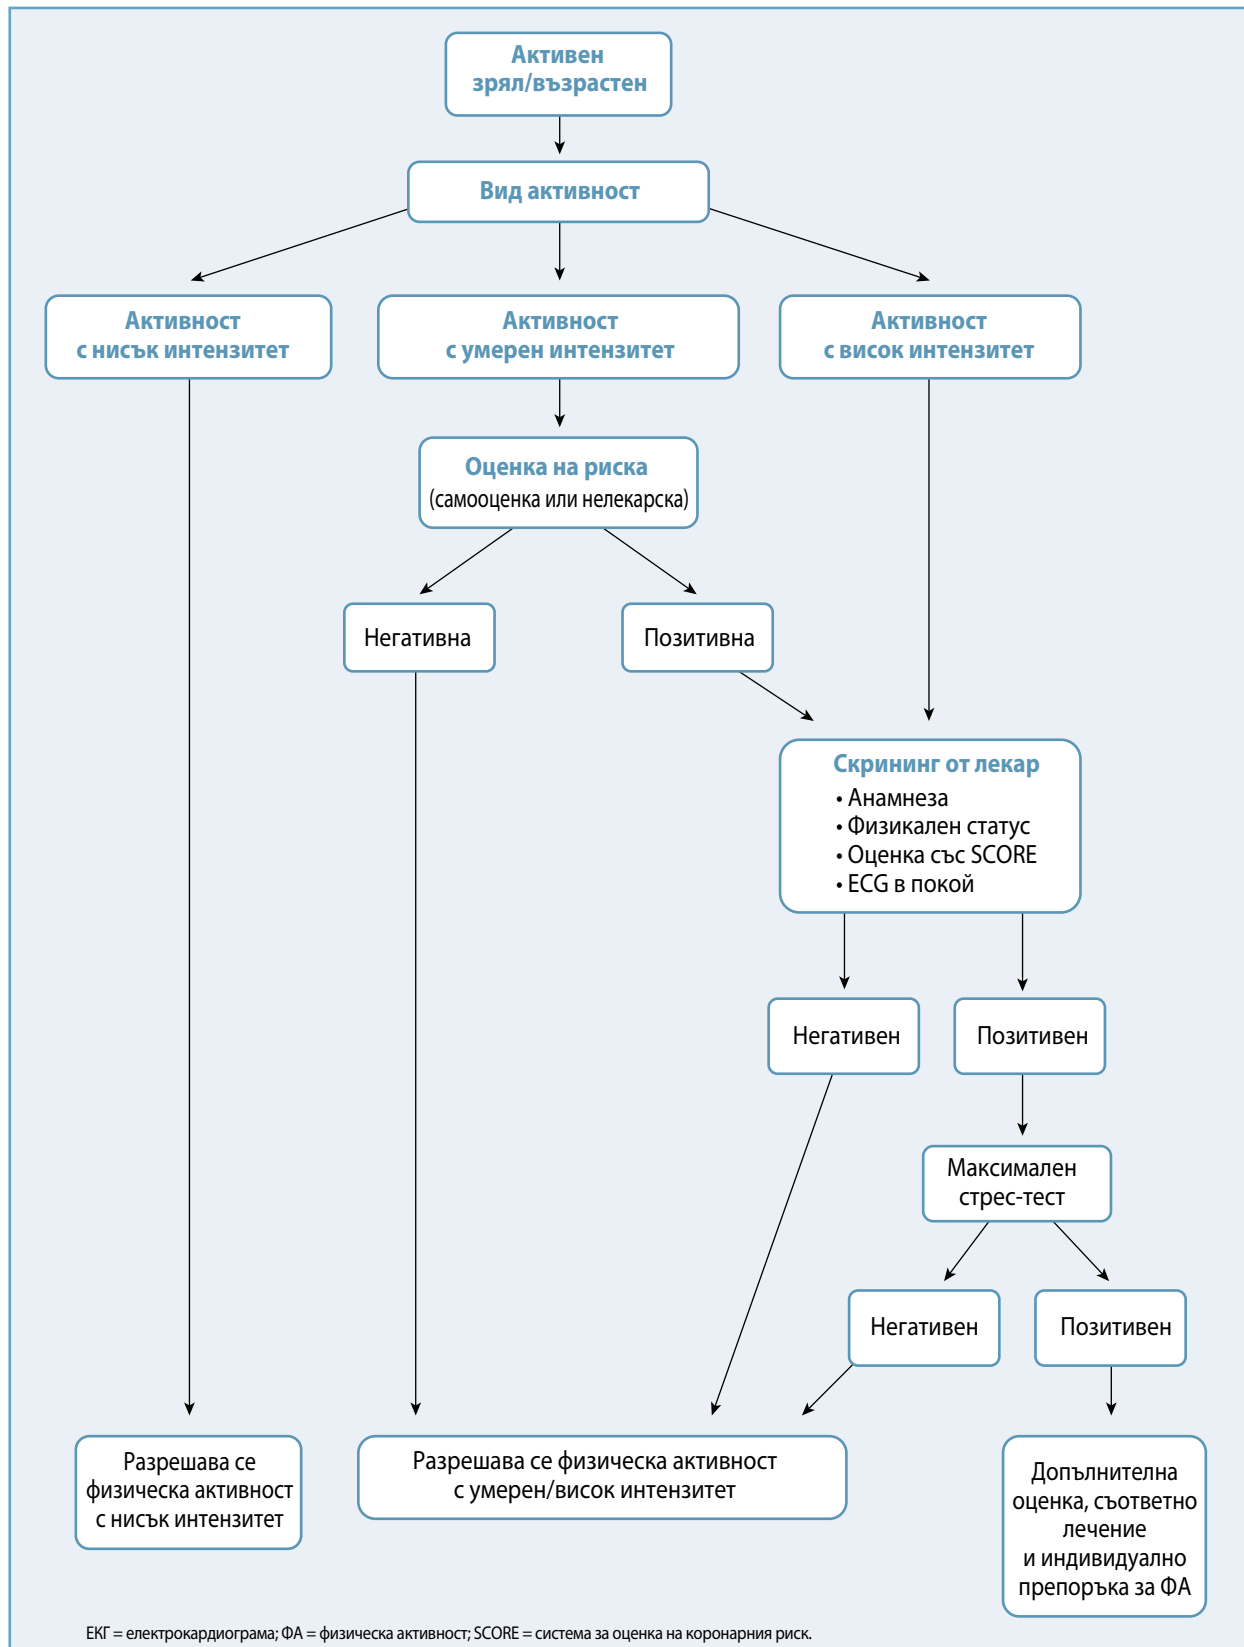 Активен
зрял/възрастен
Вид активност
Активност
с нисък интензитет
Активност
с умерен интензитет
Активност
с висок интензитет
Оценка на риска
(самооценка или нелекарска)
Негативна
Позитивна
Скрининг от лекар
• Анамнеза
• Физикален статус
• Оценка със SCORE
• ECG в покой
Негативен
Позитивен
Максимален
стрес-тест
Негативен
Позитивен
Разрешава се
физическа активност
с нисък интензитет
Разрешава се физическа активност
с умерен/висок интензитет
Допълнителна
оценка, съответно
лечение
и индивидуално
препоръка за ФА
ЕКГ = електрокардиограма; ФА = физическа активност; SCORE = система за оценка на коронарния риск.